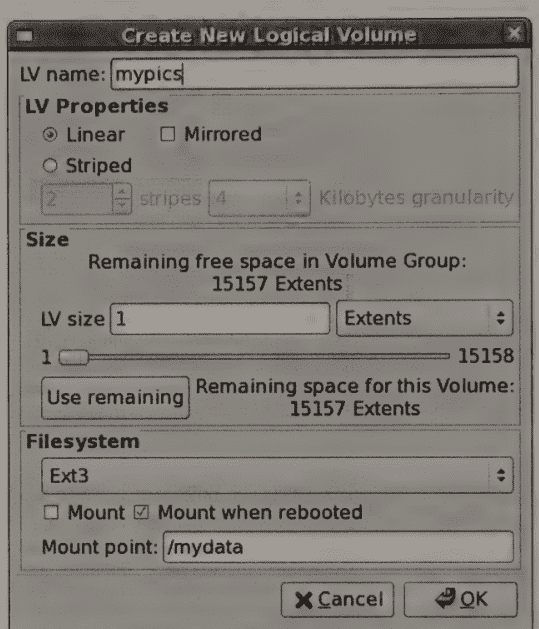 Create New Logical Volume
LV name: mypics
LV Properties
Linear Mirrored
Striped
2 stripes 4 Kilobytes granularity
Size
Remaining free space in Volume Group:
15157 Extents
LV size 1 Extents
1 15158
Use remaining Remaining space for this Volume:
15157 Extents
Filesystem
Ext3
Mount Mount when rebooted
Mount point: /mydata
Cancel OK